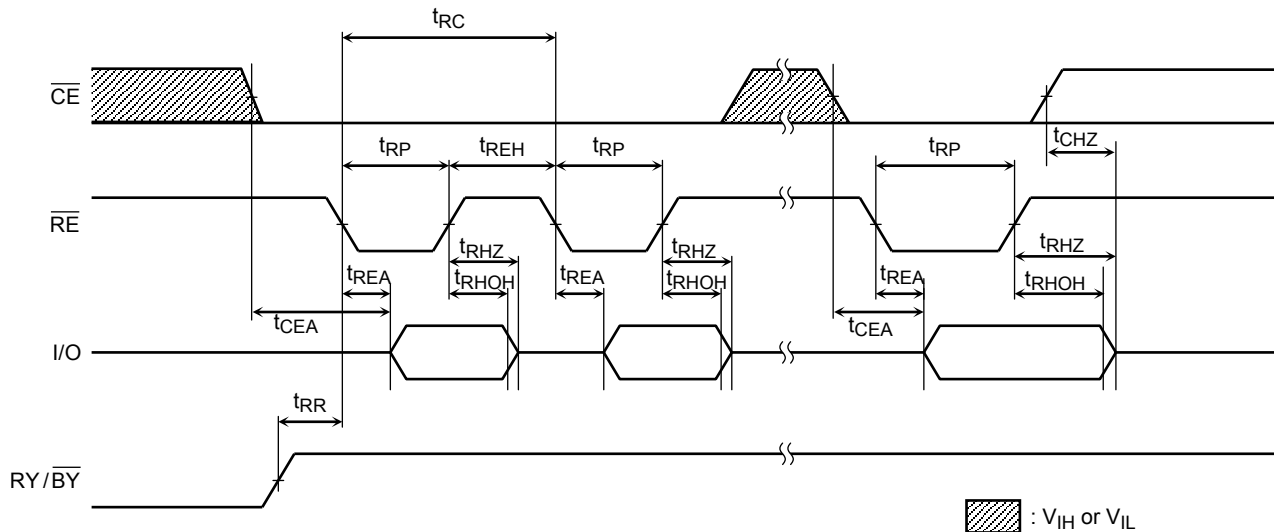 tRC
CE
tCHZ
tRP tREH tRP tRP
RE
tRHZ tRHZ tRHZ
tREA tRHOH tREA tRHOH tREA tRHOH
tCEA tCEA
I/O
tRR
RY/BY
: VIH or VIL